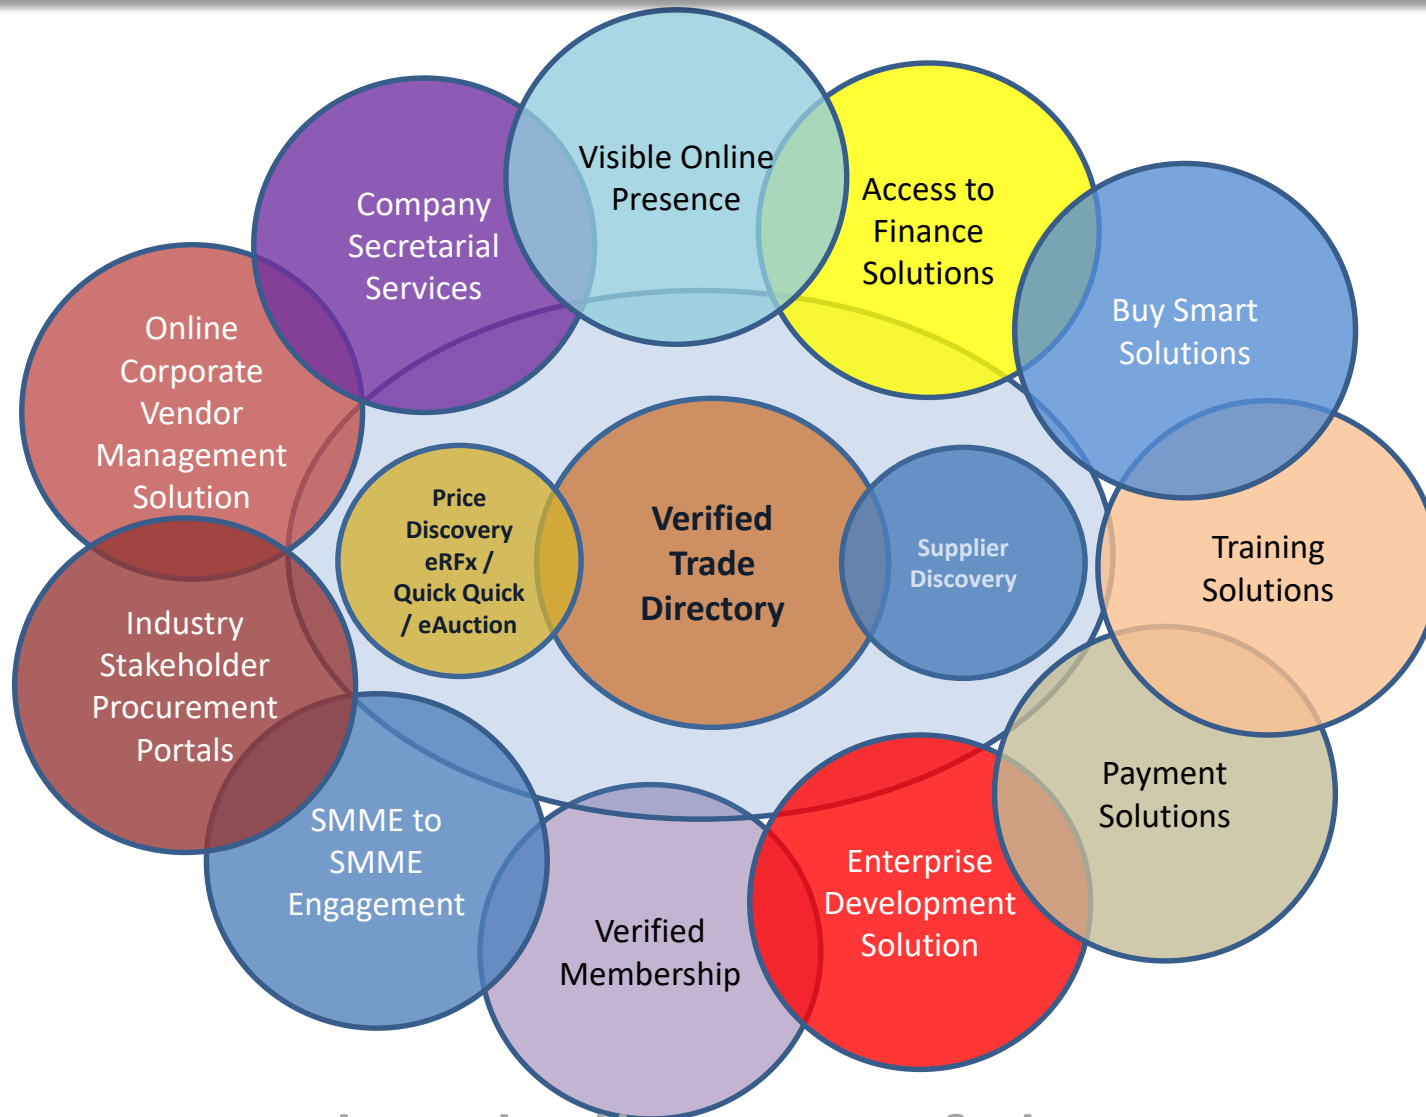 Visible Online
Presence
Access to
Finance
Solutions
Company
Secretarial
Services
Buy Smart
Solutions
Online
Corporate
Vendor
Management
Solution
Price
Discovery
eRFx /
Quick Quick
/ eAuction
Verified
Trade
Directory
Supplier
Discovery
Training
Solutions
Industry
Stakeholder
Procurement
Portals
Payment
Solutions
SMME to
SMME
Engagement
Enterprise
Development
Solution
Verified
Membership